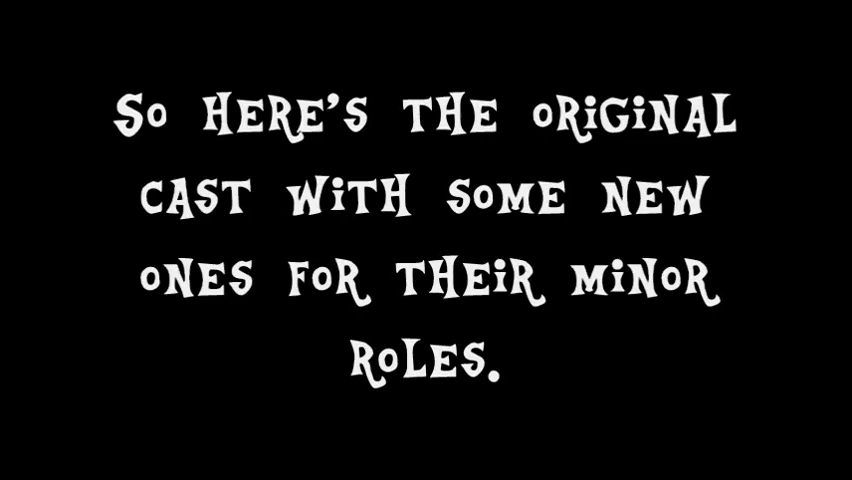 So here's the original
cast with some new
ones for their minor
roles.